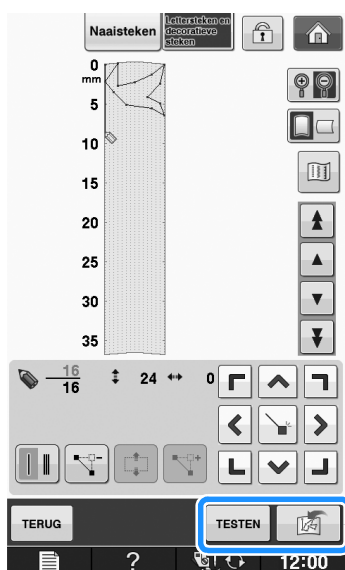 Naaisteken
Lettersteken en
decoratieve
steken
0
mm
5
10
15
20
25
30
35
16
16
24
0
TERUG
TESTEN
?
12:00